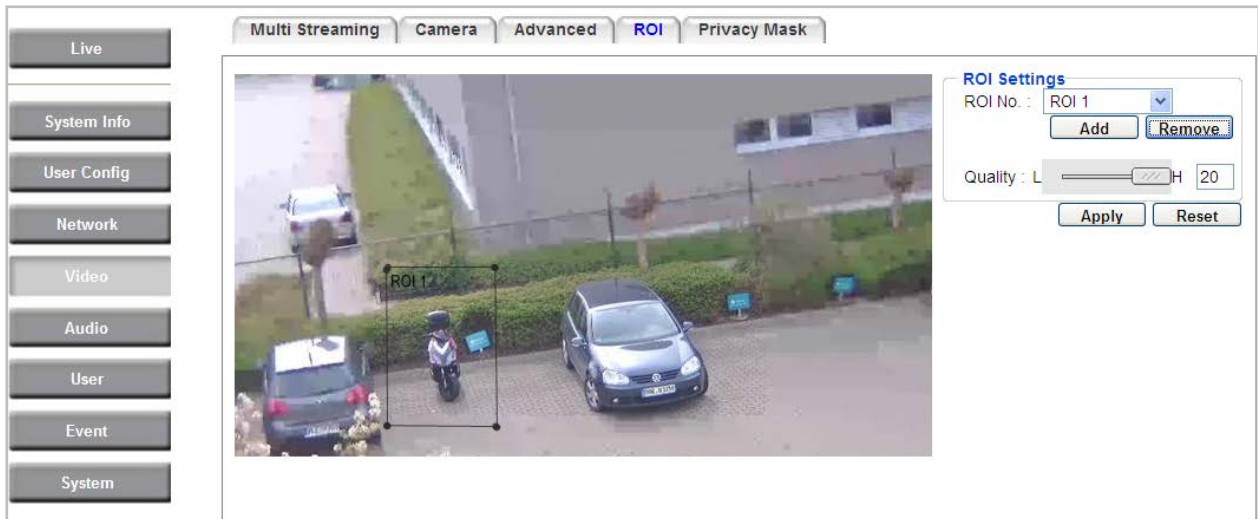 Multi Streaming
Camera
Advanced
ROI
Privacy Mask
Live
System Info
User Config
Network
Video
Audio
User
Event
System
ROI 1
ROI Settings
ROI No. : ROI 1
Add Remove
Quality : L H 20
Apply Reset